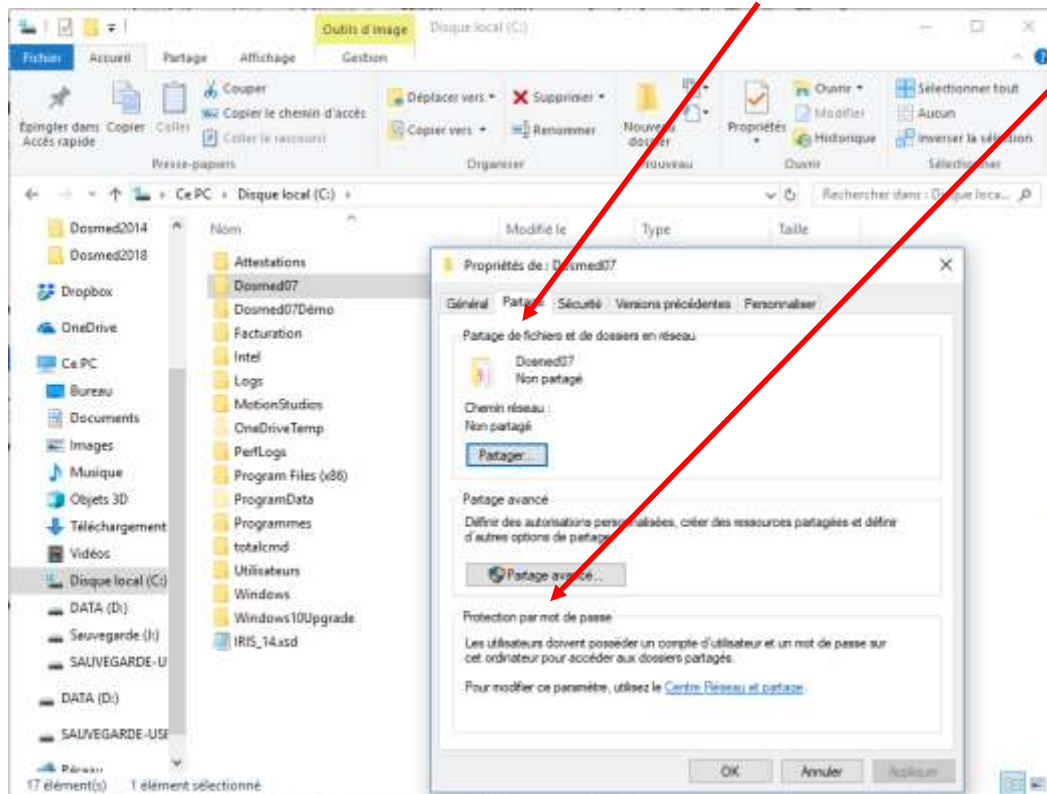 Outils d'image Disque local (C:)
Fichier Accueil Partage Affichage Gestion
Épingler dans Accès rapide
Copier
Coller
Couper
Copier le chemin d'accès
Coller le raccourci
Presse-papiers
Déplacer vers
Copier vers
Supprimer
Renommer
Organiser
Nouveau dossier
Nouveau
Propriétés
Ouvrir
Modifier
Historique
Ouvrir
Sélectionner tout
Aucun
Inverser la sélection
Sélectionner
Ce PC Disque local (C:)
Rechercher dans : Disque loca...
Dosmed2014
Dosmed2018
Dropbox
OneDrive
Ce PC
Bureau
Documents
Images
Musique
Objets 3D
Téléchargement
Vidéos
Disque local (C:)
DATA (D:)
Sauvegarde (J:)
SAUVEGARDE-U
DATA (D:)
SAUVEGARDE-USE
Réseau
Nom Modifié le Type Taille
Attestations
Dosmed07
Dosmed07Démo
Facturation
Intel
Logs
MotionStudios
OneDriveTemp
PerfLogs
Program Files (x86)
ProgramData
Programmes
totalcmd
Utilisateurs
Windows
Windows10Upgrade
IRIS_14.xsd
Propriétés de : Dosmed07
Général Partage Sécurité Versions précédentes Personnaliser
Partage de fichiers et de dossiers en réseau
Dosmed07
Non partagé
Chemin réseau :
Non partagé
Partager...
Partage avancé
Définir des autorisations personnalisées, créer des ressources partagées et définir
d'autres options de partage.
Partage avancé...
Protection par mot de passe
Les utilisateurs doivent posséder un compte d'utilisateur et un mot de passe sur
cet ordinateur pour accéder aux dossiers partagés.
Pour modifier ce paramètre, utilisez le Centre Réseau et partage.
OK Annuler Appliquer
17 élément(s) 1 élément sélectionné